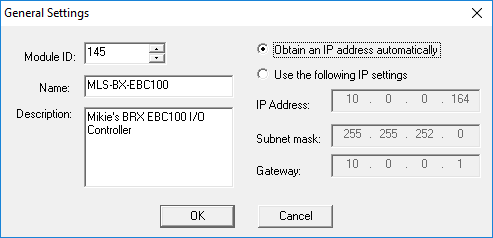 General Settings
Module ID: 145
Name: MLS-BX-EBC100
Description: Mikie's BRX EBC100 I/O
Controller
Obtain an IP address automatically
Use the following IP settings
IP Address: 10 . 0 . 0 . 164
Subnet mask: 255 . 255 . 252 . 0
Gateway: 10 . 0 . 0 . 1
OK
Cancel